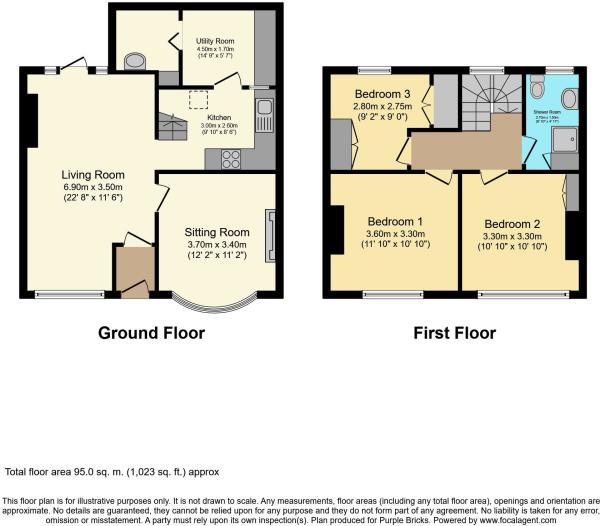 Utility Room
4.50m x 1.70m
(14' 9" x 5' 7")
Kitchen
3.00m x 2.60m
(9' 10" x 8' 6")
Living Room
6.90m x 3.50m
(22' 8" x 11' 6")
Sitting Room
3.70m x 3.40m
(12' 2" x 11' 2")
Ground Floor
Bedroom 3
2.80m x 2.75m
(9' 2" x 9' 0")
Shower Room
2.70m x 1.50m
(8' 10" x 4' 11")
Bedroom 1
3.60m x 3.30m
(11' 10" x 10' 10")
Bedroom 2
3.30m x 3.30m
(10' 10" x 10' 10")
First Floor
Total floor area 95.0 sq. m. (1,023 sq. ft.) approx
This floor plan is for illustrative purposes only. It is not drawn to scale. Any measurements, floor areas (including any total floor area), openings and orientation are
approximate. No details are guaranteed, they cannot be relied upon for any purpose and they do not form part of any agreement. No liability is taken for any error,
omission or misstatement. A party must rely upon its own inspection(s). Plan produced for Purple Bricks. Powered by www.focalagent.com